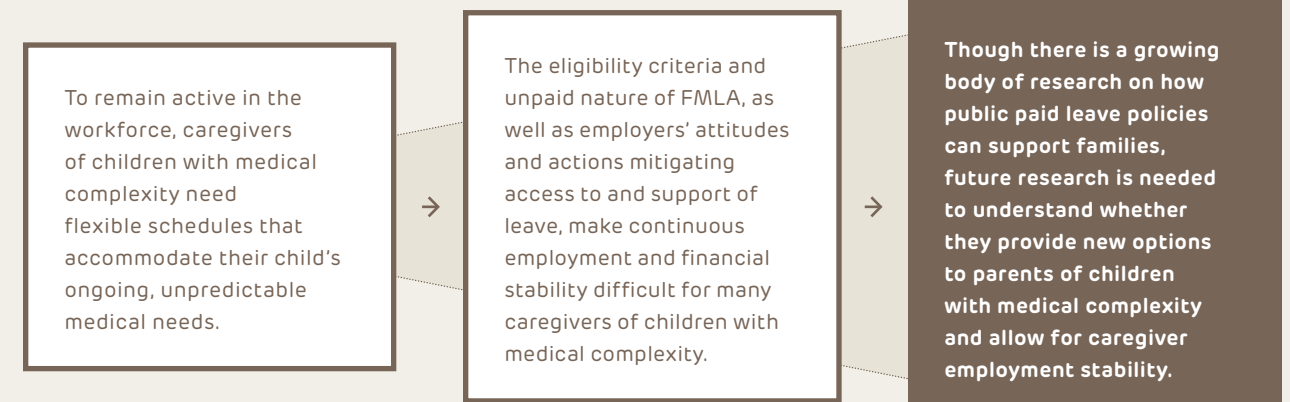 To remain active in the
workforce, caregivers
of children with medical
complexity need
flexible schedules that
accommodate their child's
ongoing, unpredictable
medical needs.
The eligibility criteria and
unpaid nature of FMLA, as
well as employers' attitudes
and actions mitigating
access to and support of
leave, make continuous
employment and financial
stability difficult for many
caregivers of children with
medical complexity.
Though there is a growing
body of research on how
public paid leave policies
can support families,
future research is needed
to understand whether
they provide new options
to parents of children
with medical complexity
and allow for caregiver
employment stability.